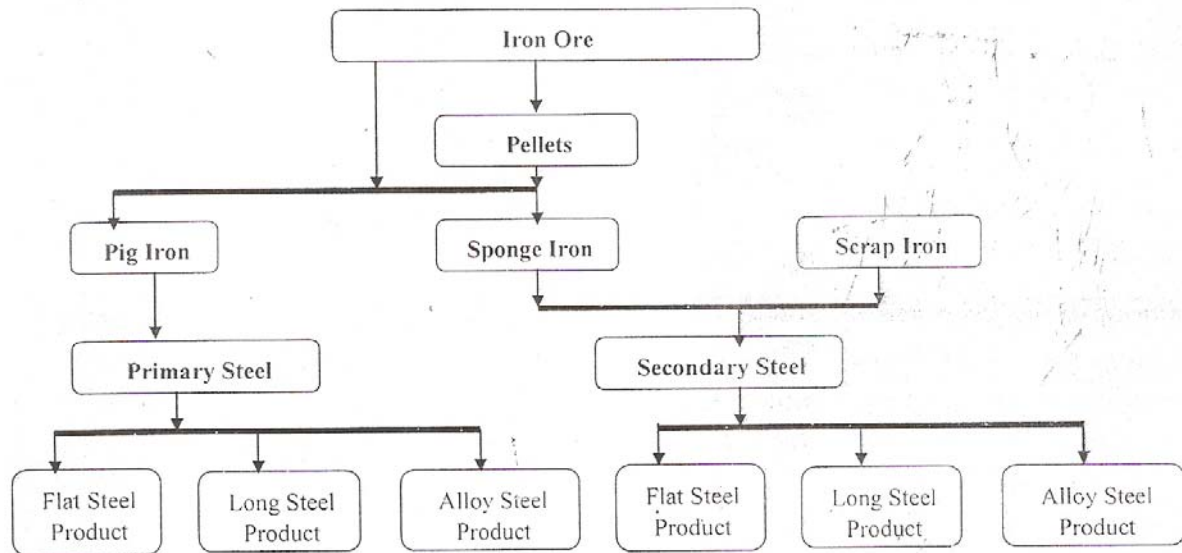 Iron Ore
Pellets
Pig Iron
Sponge Iron
Scrap Iron
Primary Steel
Secondary Steel
Flat Steel
Product
Long Steel
Product
Alloy Steel
Product
Flat Steel
Product
Long Steel
Product
Alloy Steel
Product